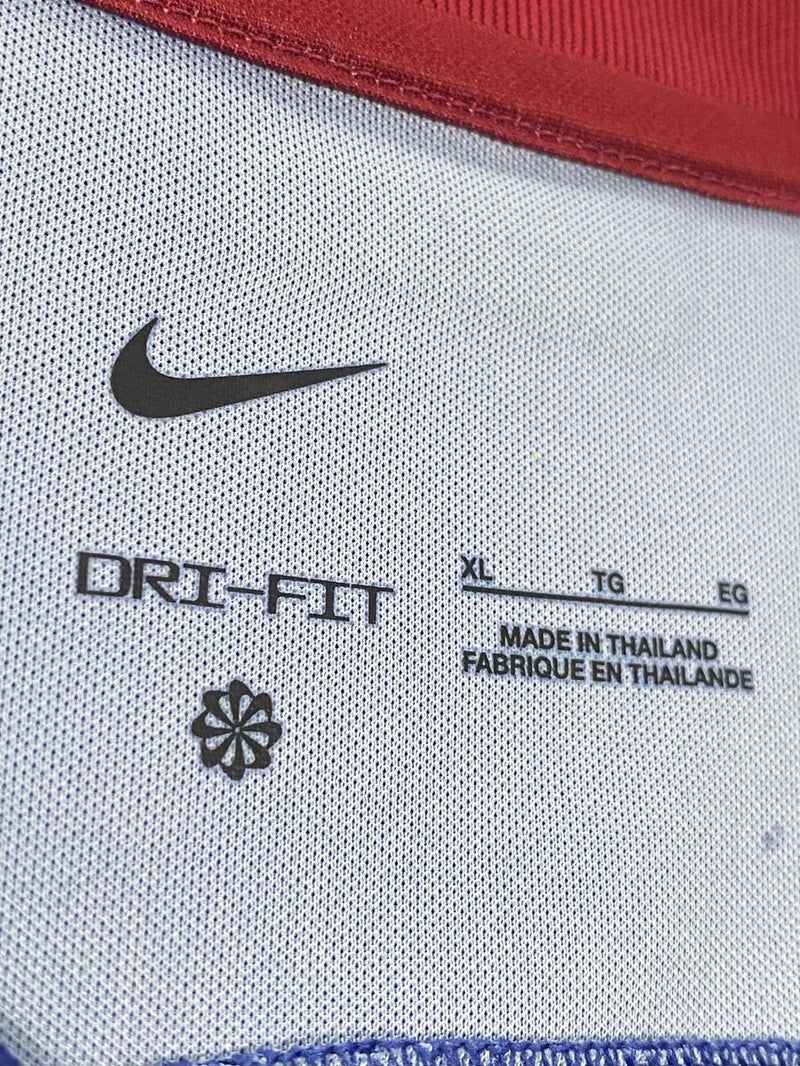 DRI-FIT
XL TG EG
MADE IN THAILAND
FABRIQUE EN THAILANDE